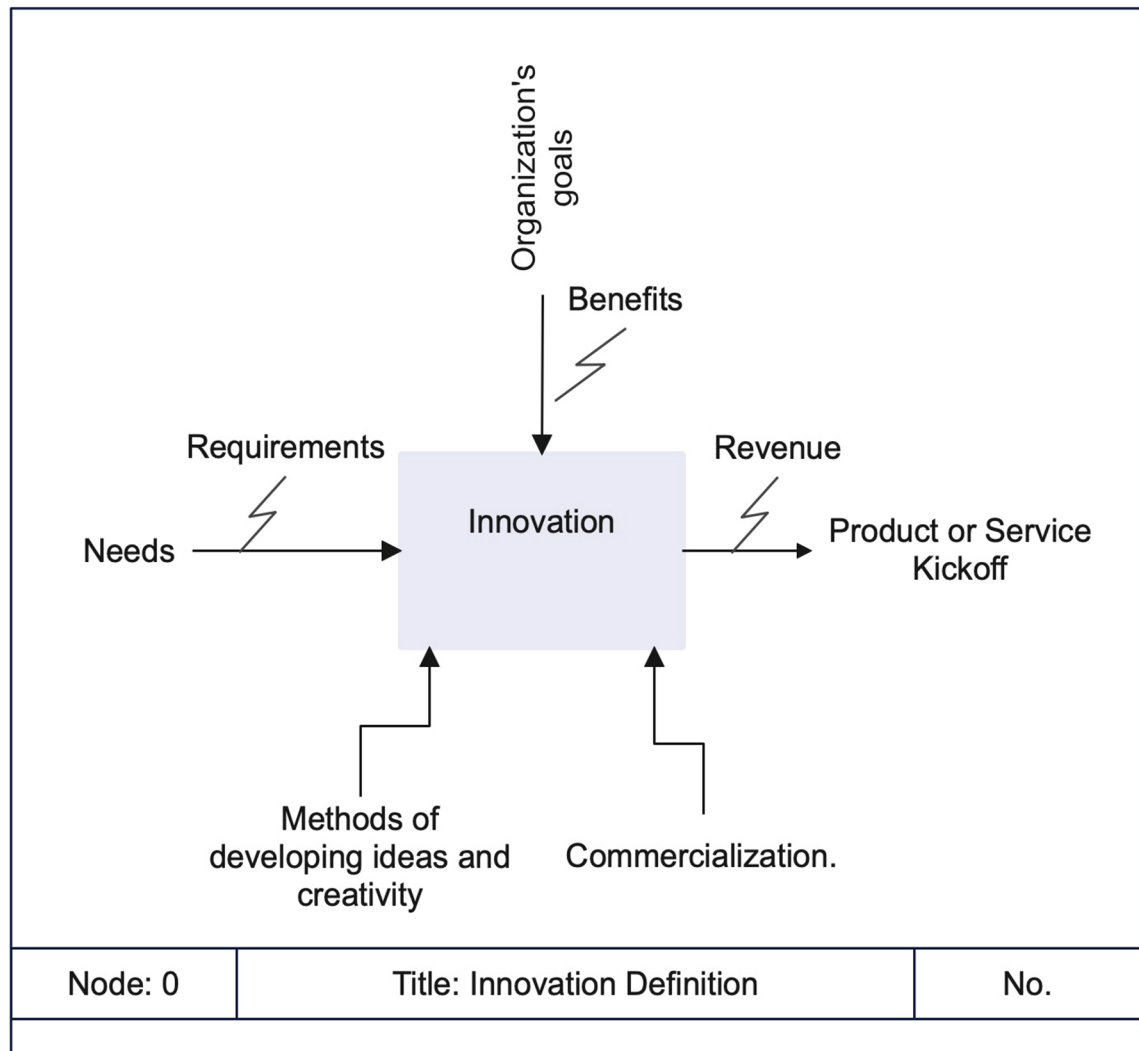 Organization's
goals
Benefits
Requirements
Revenue
Innovation
Needs
Product or Service
Kickoff
Methods of
developing ideas and
creativity
Commercialization.
Node: 0
Title: Innovation Definition
No.